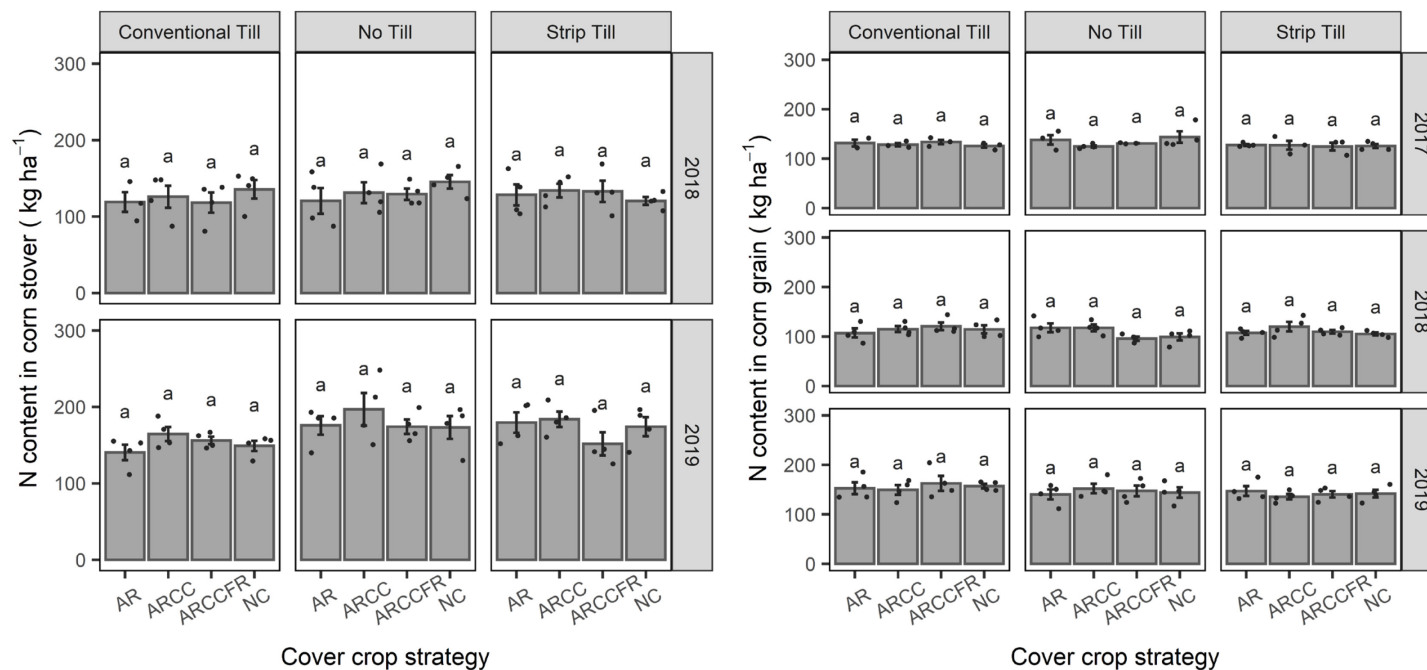 Conventional Till No Till Strip Till
N content in corn stover ( kg ha⁻¹)
300
200
100
0
a a a a a a a a a a a a
2018
300
200
100
0
a a a a a a a a a a a a
2019
AR ARCC ARCCFR NC AR ARCC ARCCFR NC AR ARCC ARCCFR NC
Cover crop strategy
Conventional Till No Till Strip Till
N content in corn grain ( kg ha⁻¹)
300
200
100
0
a a a a a a a a a a a a
2017
300
200
100
0
a a a a a a a a a a a a
2018
300
200
100
0
a a a a a a a a a a a a
2019
AR ARCC ARCCFR NC AR ARCC ARCCFR NC AR ARCC ARCCFR NC
Cover crop strategy